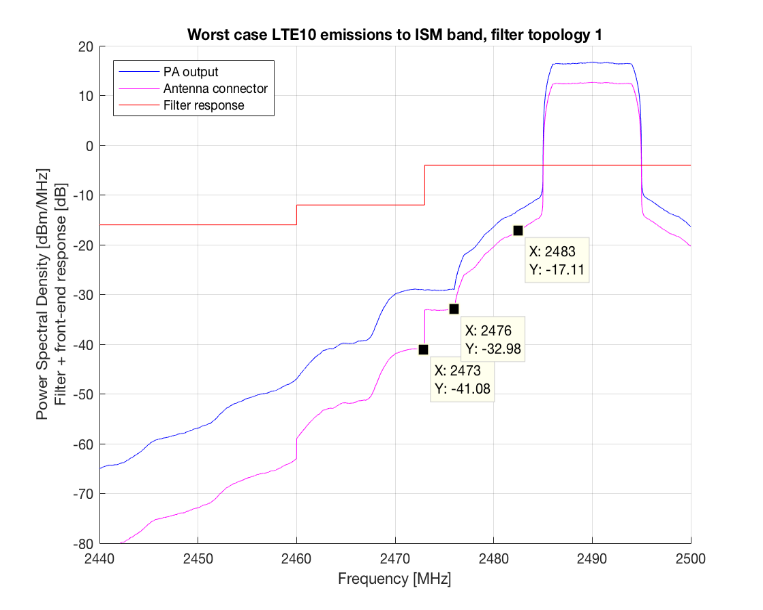 Worst case LTE10 emissions to ISM band, filter topology 1
PA output
Antenna connector
Filter response
Power Spectral Density [dBm/MHz]
Filter + front-end response [dB]
20
10
0
-10
-20
-30
-40
-50
-60
-70
-80
X: 2483
Y: -17.11
X: 2476
Y: -32.98
X: 2473
Y: -41.08
2440
2450
2460
2470
2480
2490
2500
Frequency [MHz]